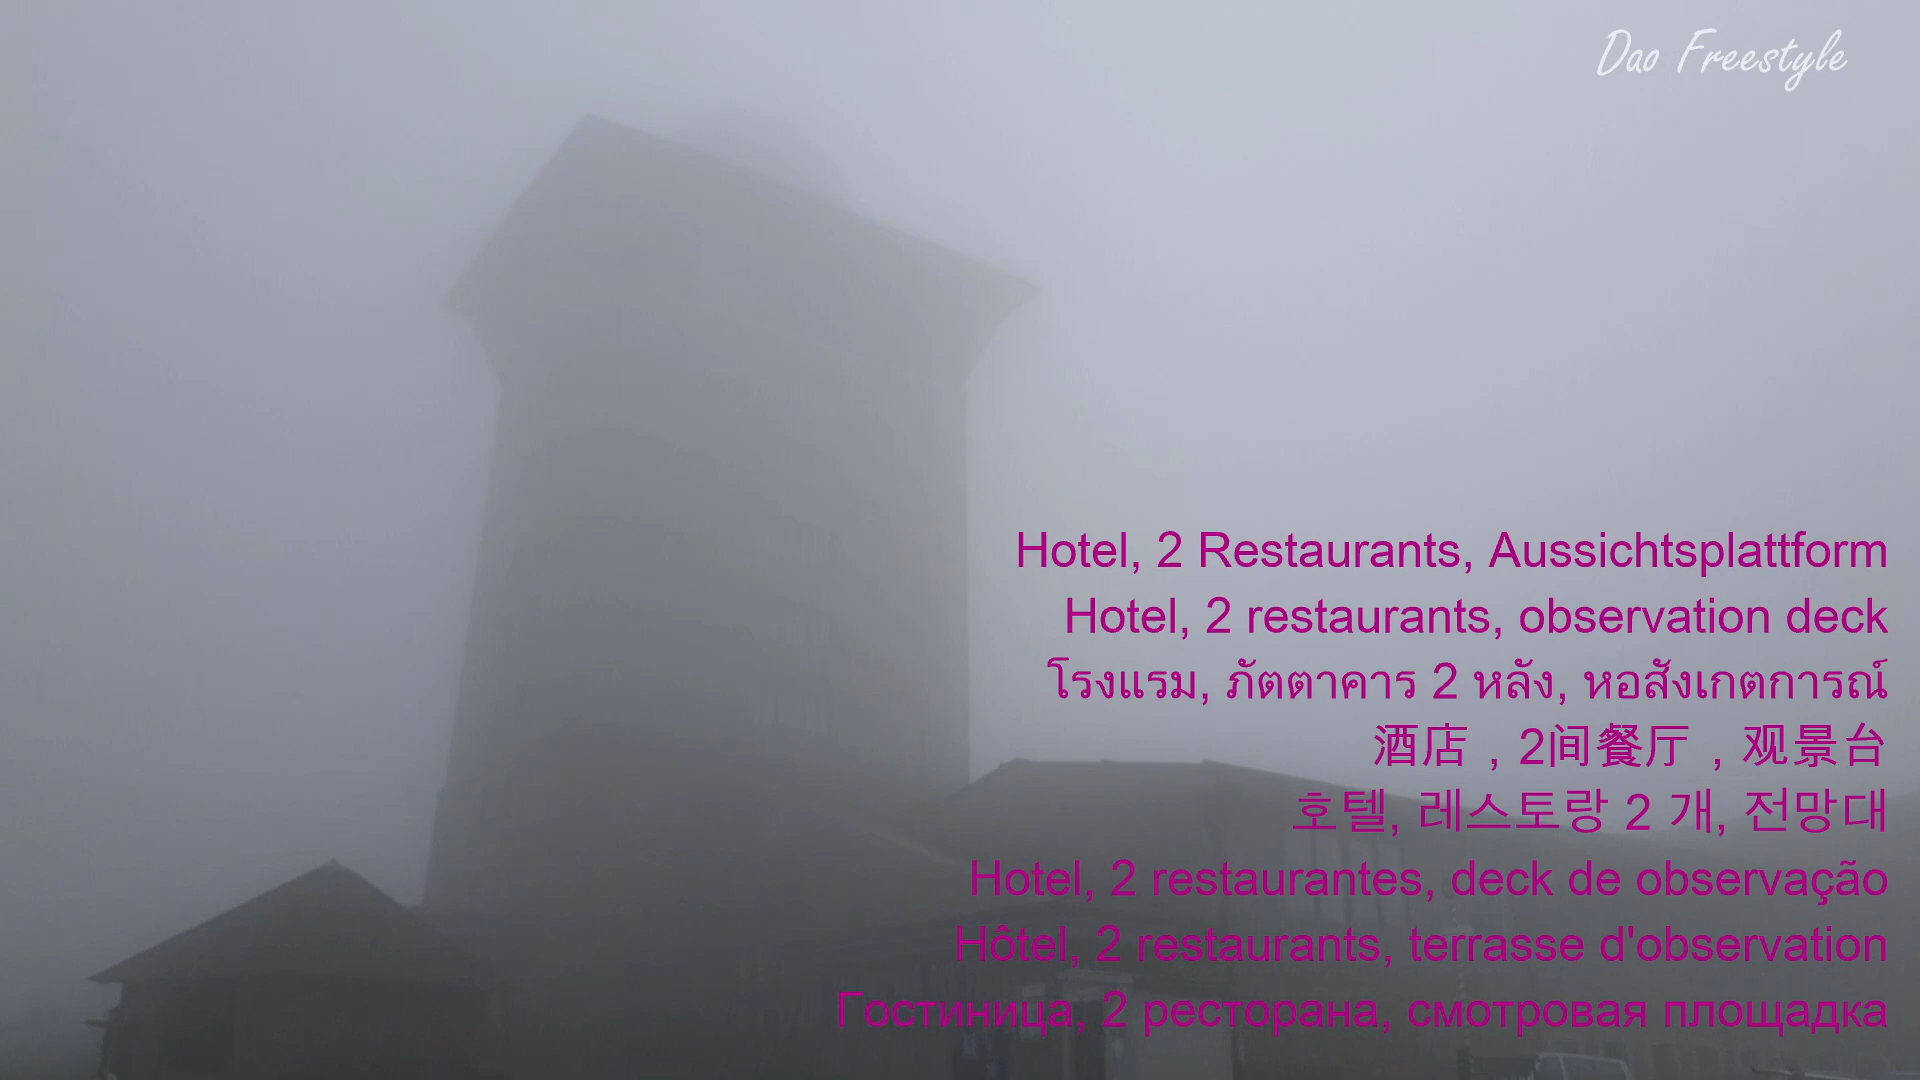 Dao Freestyle
Hotel, 2 Restaurants, Aussichtsplattform
Hotel, 2 restaurants, observation deck
โรงแรม, ภัตตาคาร 2 หลัง, หอสังเกตการณ์
酒店，2间餐厅，观景台
호텔, 레스토랑 2 개, 전망대
Hotel, 2 restaurantes, deck de observação
Hôtel, 2 restaurants, terrasse d'observation
Гостиница, 2 ресторана, смотровая площадка